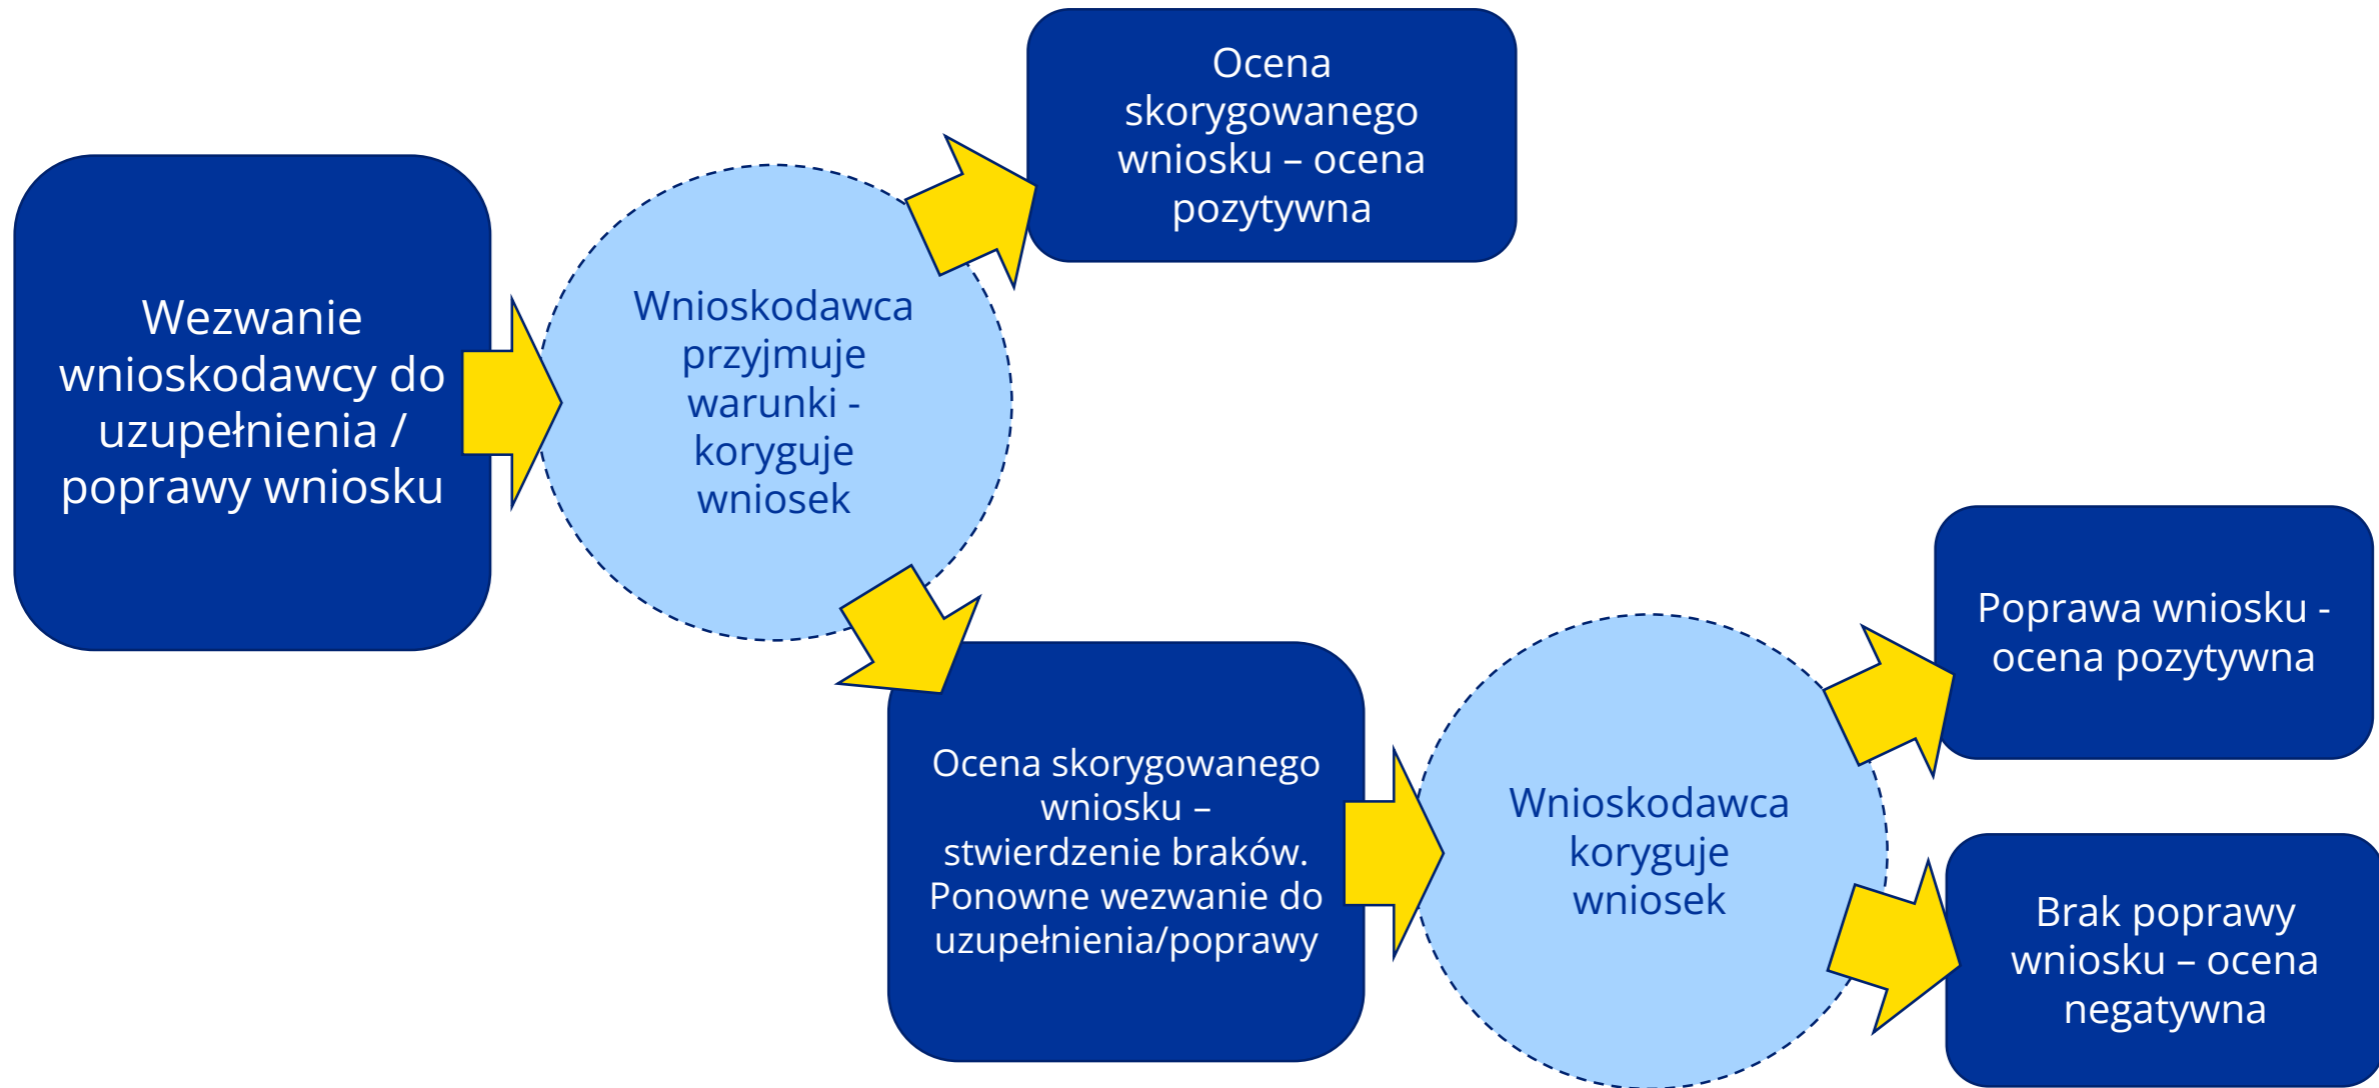 Wezwanie
wnioskodawcy do
uzupełnienia /
poprawy wniosku
Wnioskodawca
przyjmuje
warunki -
koryguje
wniosek
Ocena
skorygowanego
wniosku – ocena
pozytywna
Ocena skorygowanego
wniosku –
stwierdzenie braków.
Ponowne wezwanie do
uzupełnienia/poprawy
Wnioskodawca
koryguje
wniosek
Poprawa wniosku -
ocena pozytywna
Brak poprawy
wniosku – ocena
negatywna